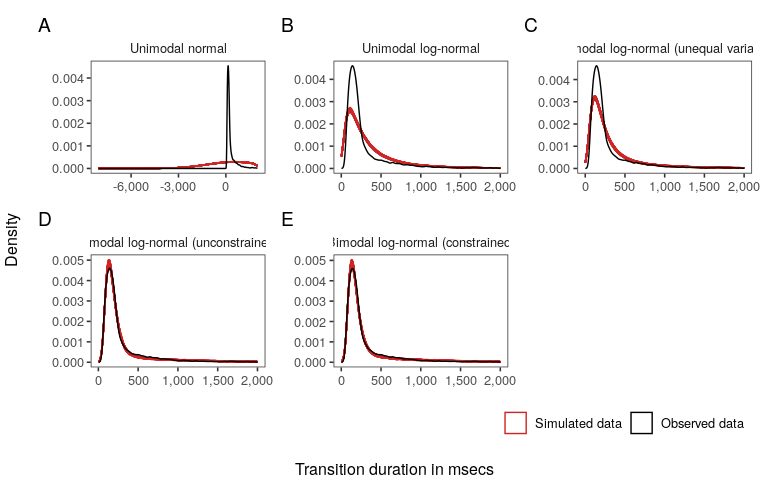 A
B
C
Unimodal normal
Unimodal log-normal
modal log-normal (unequal varia
0.004
0.003
0.002
0.001
0.000
-6,000 -3,000 0
0.004
0.003
0.002
0.001
0.000
0 500 1,000 1,500 2,000
0.004
0.003
0.002
0.001
0.000
0 500 1,000 1,500 2,000
D
E
modal log-normal (unconstraine
Bimodal log-normal (constrained
0.005
0.004
0.003
0.002
0.001
0.000
0 500 1,000 1,500 2,000
0.005
0.004
0.003
0.002
0.001
0.000
0 500 1,000 1,500 2,000
Density
Simulated data Observed data
Transition duration in msecs